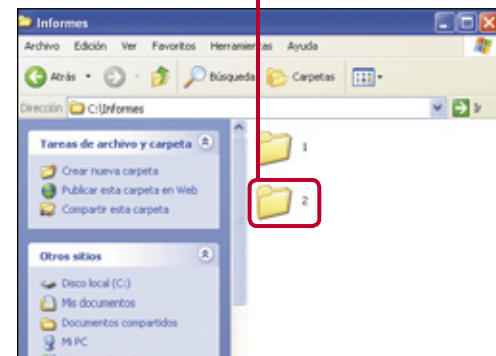 Informes
Archivo Edición Ver Favoritos Herramientas Ayuda
Atrás Búsqueda Carpetas
Dirección C:\Informes
Tareas de archivo y carpeta
1
Crear nueva carpeta
Publicar esta carpeta en Web
2
Compartir esta carpeta
Otros sitios
Disco local (C:)
Mis documentos
Documentos compartidos
Mi PC